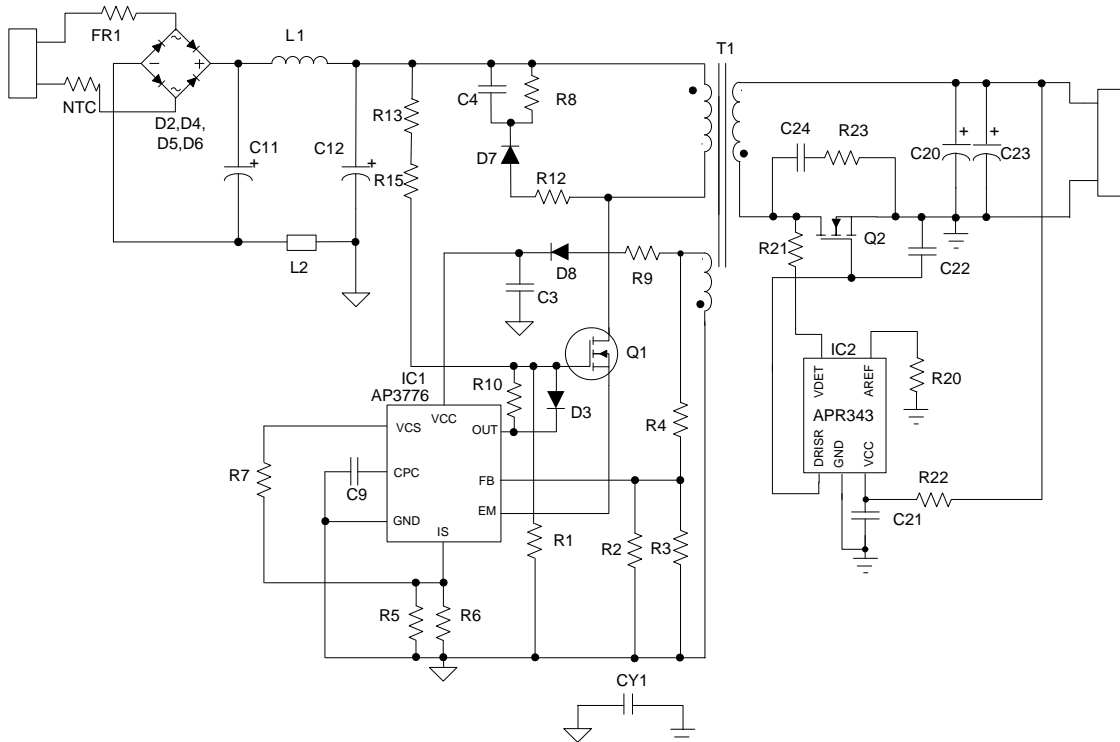 FR1
NTC
D2,D4,
D5,D6
~
~
−
+
L1
C11
+
C12
+
L2
R13
R15
C4
R8
D7
R12
T1
C24
R23
C20
+
C23
+
R21
Q2
C22
D8
R9
C3
Q1
IC1
AP3776
VCC
R10
D3
VCS
OUT
R4
R7
CPC
C9
FB
EM
GND
IS
R1
R2
R3
R5
R6
CY1
IC2
VDET
AREF
APR343
DRISR
GND
VCC
R20
R22
C21